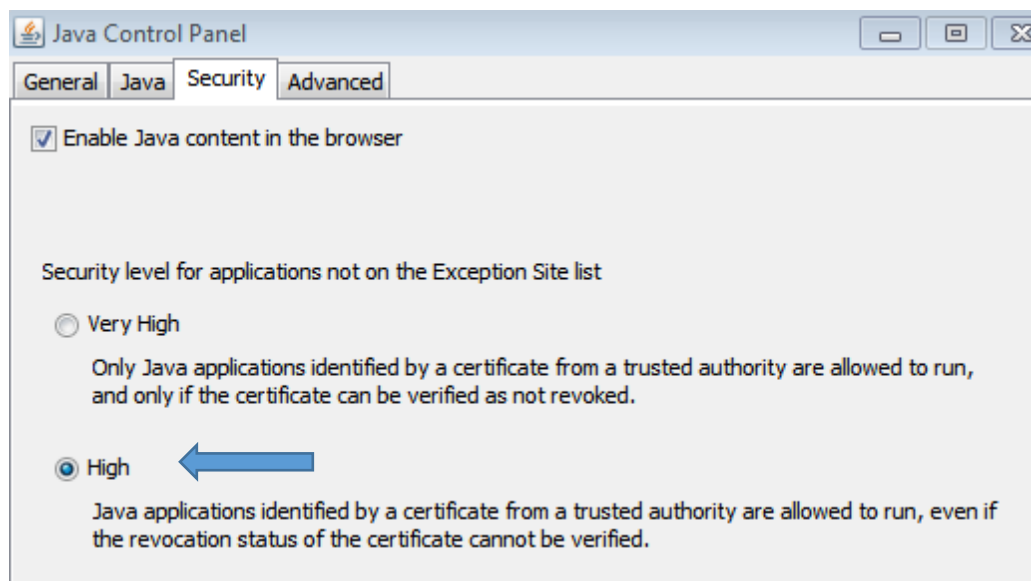 Java Control Panel
General Java Security Advanced
Enable Java content in the browser
Security level for applications not on the Exception Site list
Very High
Only Java applications identified by a certificate from a trusted authority are allowed to run,
and only if the certificate can be verified as not revoked.
High
Java applications identified by a certificate from a trusted authority are allowed to run, even if
the revocation status of the certificate cannot be verified.